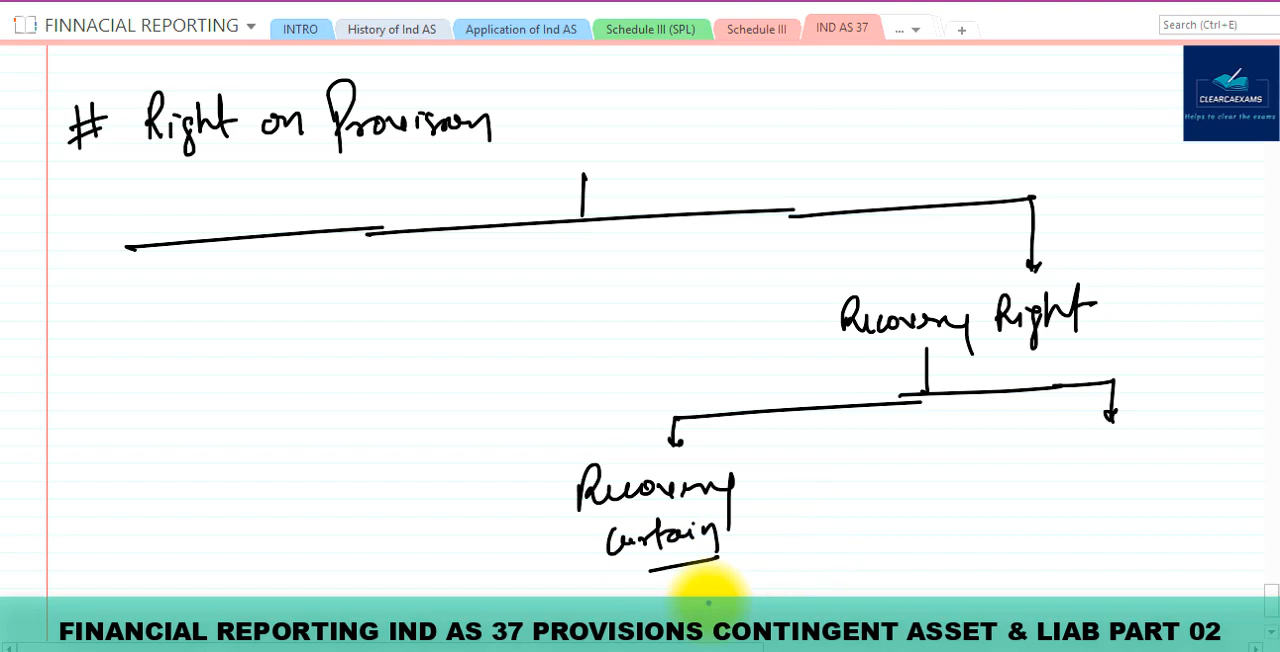 FINNACIAL REPORTING
INTRO
History of Ind AS
Application of Ind AS
Schedule III (SPL)
Schedule III
IND AS 37
...
Search (Ctrl+E)
CLEARCAEXAMS
Helps to clear the exams
# Right on Provision
Recovery Right
Recovery
Certain
FINANCIAL REPORTING IND AS 37 PROVISIONS CONTINGENT ASSET & LIAB PART 02